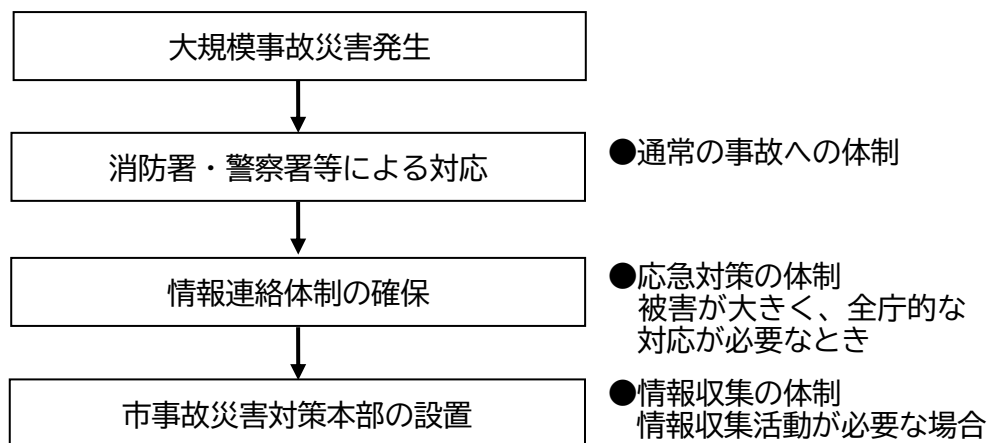 大規模事故災害発生
消防署・警察署等による対応
●通常の事故への体制
情報連絡体制の確保
●応急対策の体制
被害が大きく、全庁的な
対応が必要なとき
市事故災害対策本部の設置
●情報収集の体制
情報収集活動が必要な場合